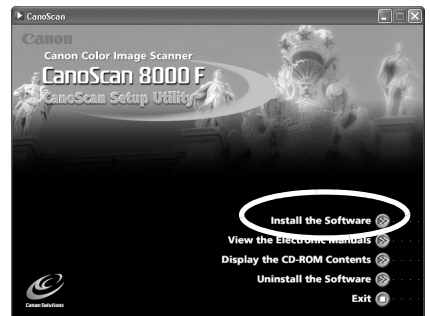 CanoScan
Canon
Canon Color Image Scanner
CanoScan 8000 F
CanoScan Setup Utility
Install the Software
View the Electronic Manuals
Display the CD-ROM Contents
Uninstall the Software
Exit
Canon Solutions